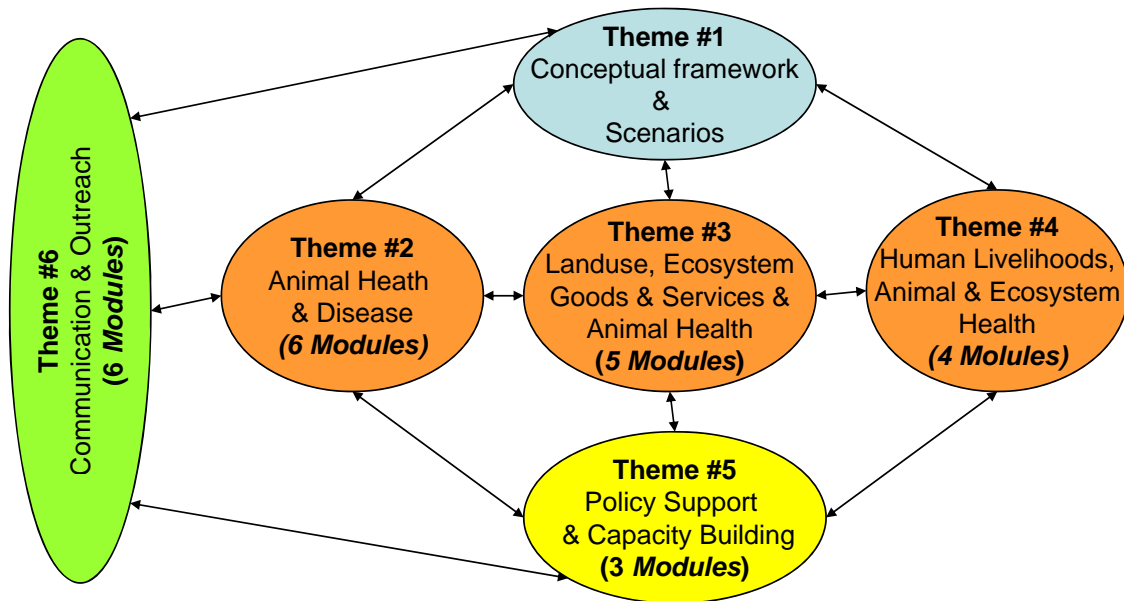 Theme #1
Conceptual framework
&
Scenarios
Theme #6
Communication & Outreach
(6 Modules)
Theme #2
Animal Heath
& Disease
(6 Modules)
Theme #3
Landuse, Ecosystem
Goods & Services &
Animal Health
(5 Modules)
Theme #4
Human Livelihoods,
Animal & Ecosystem
Health
(4 Molules)
Theme #5
Policy Support
& Capacity Building
(3 Modules)